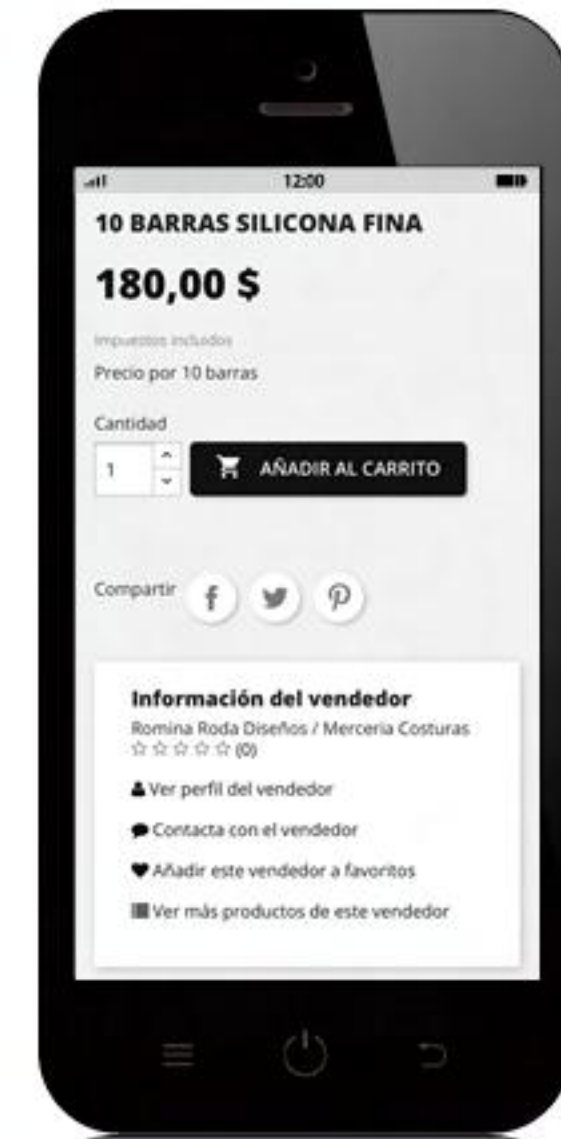 12:00
10 BARRAS SILICONA FINA
180,00 $
Impuestos incluidos
Precio por 10 barras
Cantidad
1
AÑADIR AL CARRITO
Compartir
Información del vendedor
Romina Roda Diseños / Merceria Costuras
(0)
Ver perfil del vendedor
Contacta con el vendedor
Añadir este vendedor a favoritos
Ver más productos de este vendedor